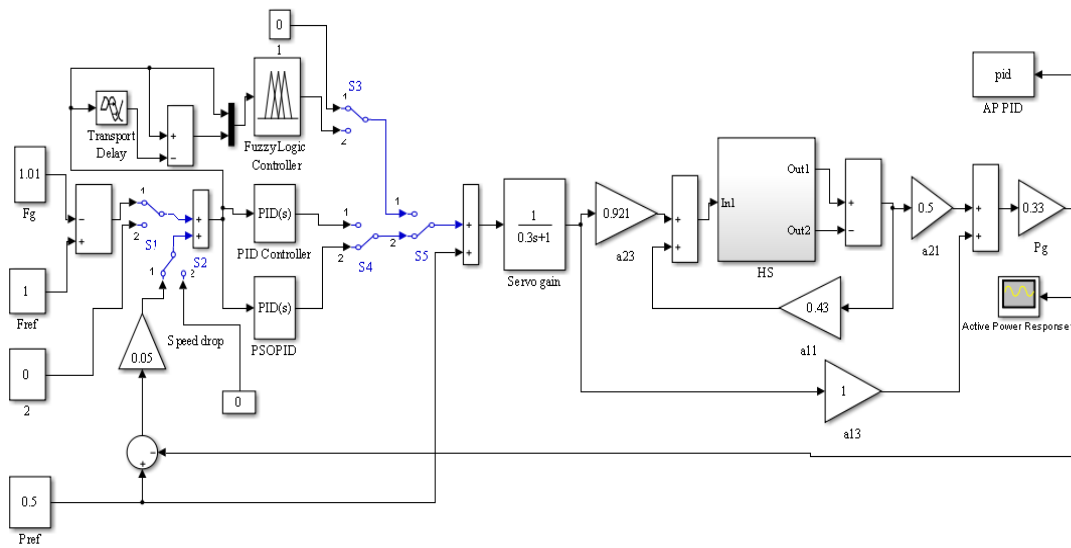 0
1
1
S3
2
Transport
Delay
Fuzzy Logic
Controller
pid
AP PID
1.01
Fg
1
2
S1
S2
1
2
PID(s)
PID Controller
1
2
S4
2
S5
1
0.3s+1
Servo gain
0.921
a23
In1
Out1
Out2
HS
0.5
a21
0.33
Pg
1
Fref
PID(s)
PSOPID
Speed drop
0.43
a11
Active Power Response
0
2
0.05
0
1
a13
0.5
Pref